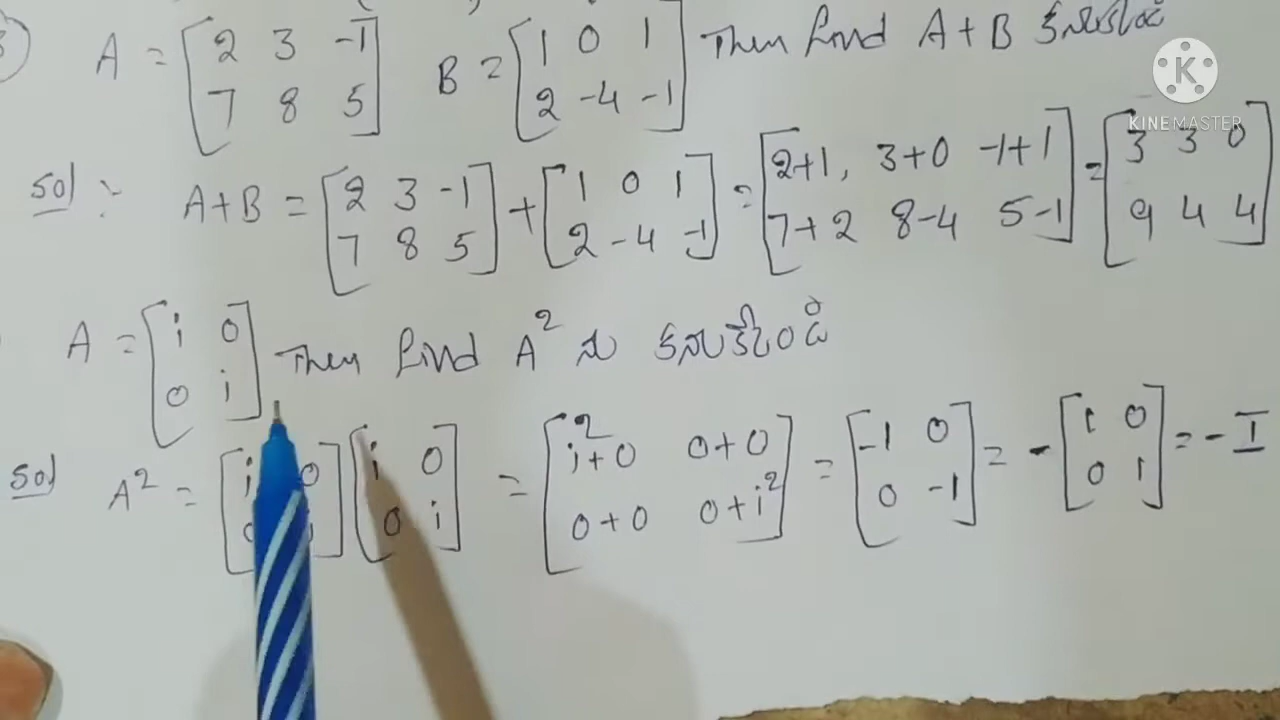 A = [2 3 -1 B = [1 0 1] Then find A+B కనుకోండి
7 8 5] 2 -4 -1]
KINEMASTER
Sol :- A+B = [2 3 -1] + [1 0 1] = [2+1, 3+0 -1+1] = [3 3 0
7 8 5] 2 -4 -1] 7+2 8-4 5-1] 9 4 4]
A = [i 0] Then find A² ను కనుకోండి
0 i]
Sol A² = [i 0] [i 0] = [i²+0 0+0] = [-1 0] = -[1 0] = -I
0 i] 0+0 0+i²] 0 -1] 0 1]